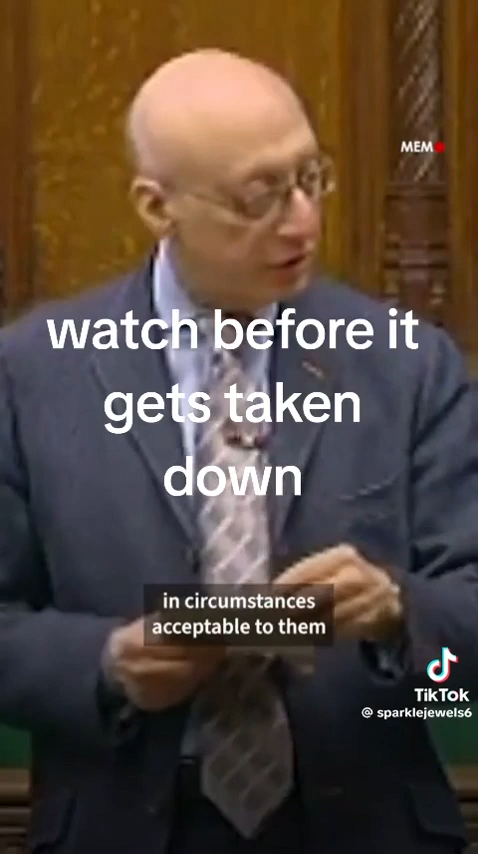 MEM
watch before it
gets taken
down
in circumstances
acceptable to them
TikTok
@ sparklejewels6